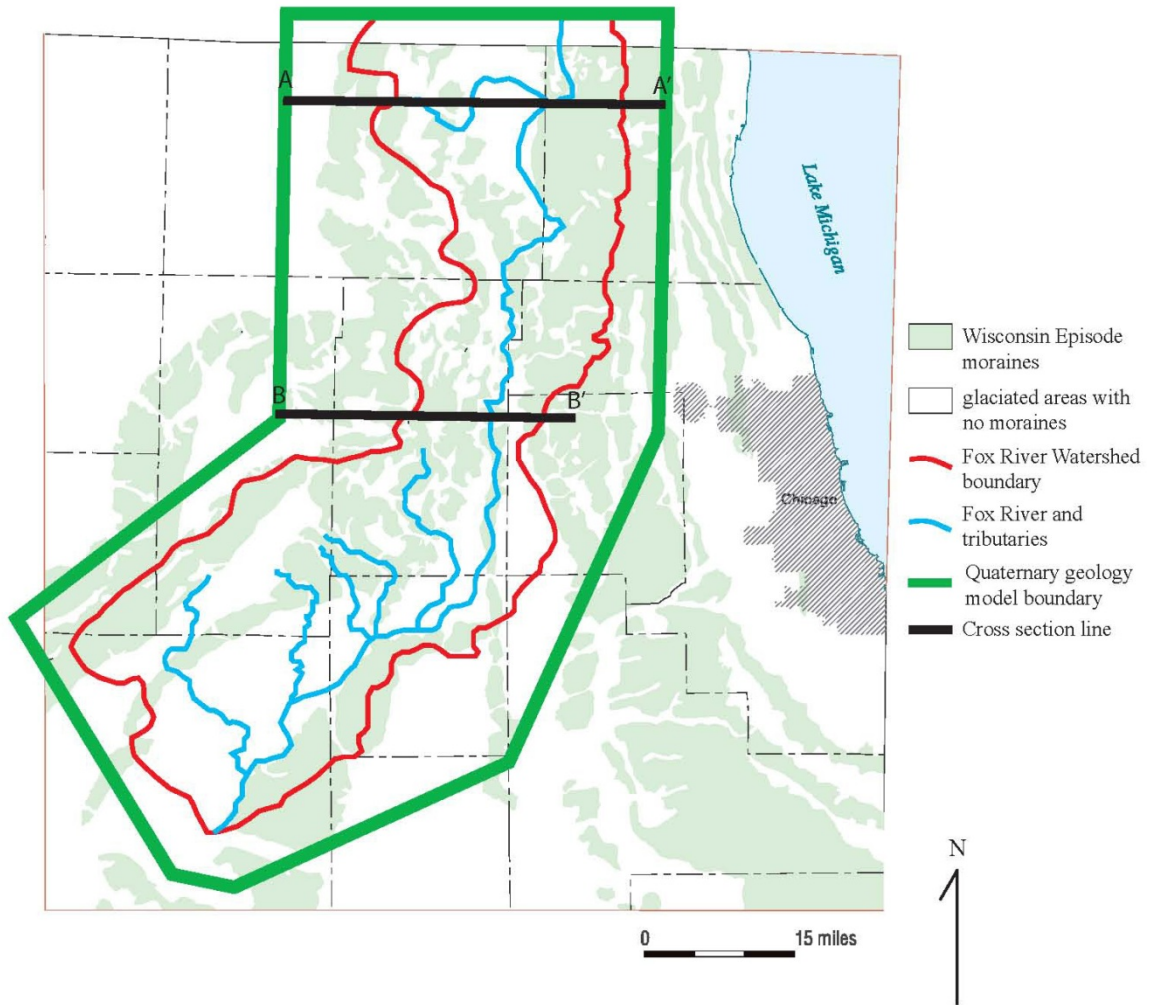 A
A'
Lake Michigan
B
B'
Chicago
Wisconsin Episode
moraines
glaciated areas with
no moraines
Fox River Watershed
boundary
Fox River and
tributaries
Quaternary geology
model boundary
Cross section line
N
0 15 miles